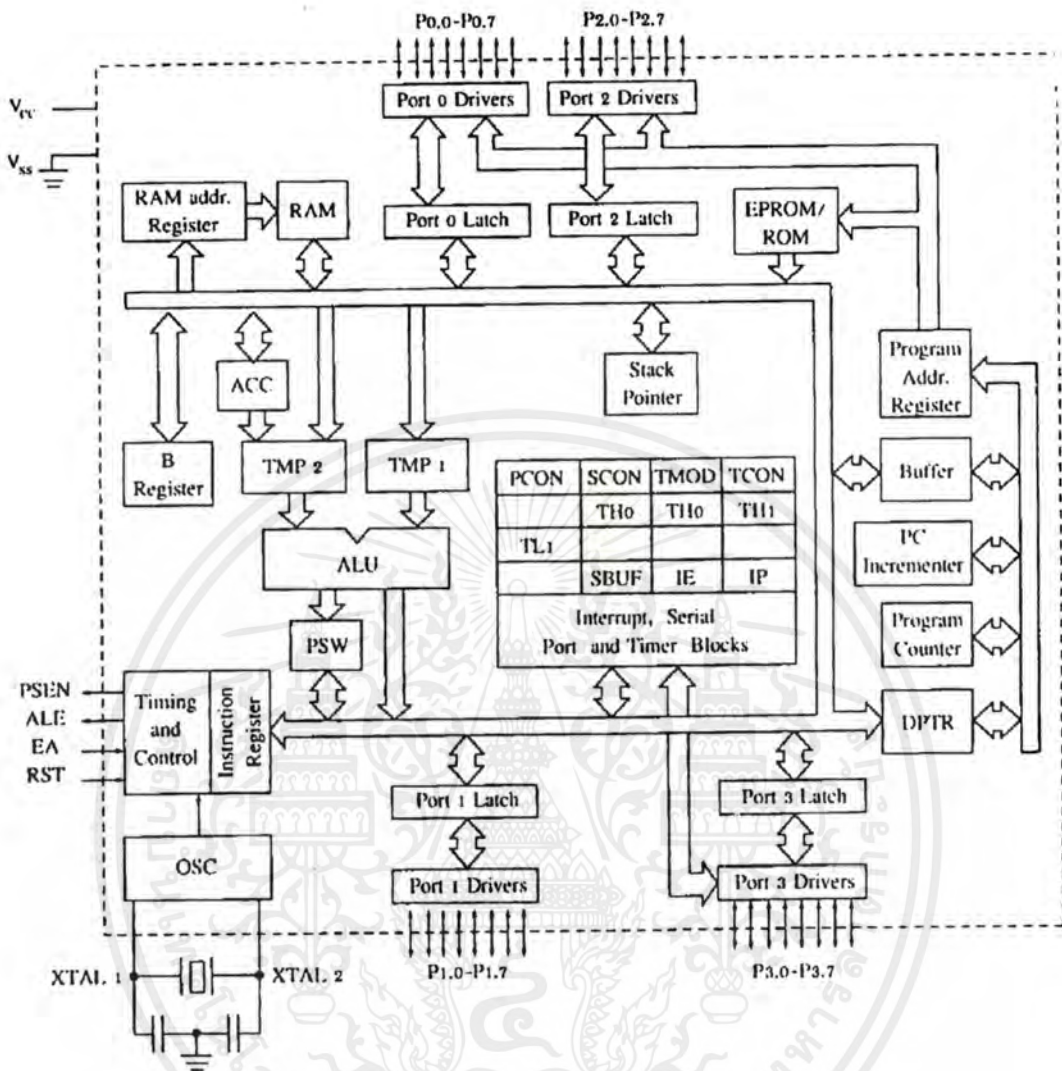 P0.0-P0.7
P2.0-P2.7
Vcc
Vss
Port 0 Drivers
Port 2 Drivers
RAM addr.
Register
RAM
Port 0 Latch
Port 2 Latch
EPROM/
ROM
ACC
Stack
Pointer
Program
Addr.
Register
B
Register
TMP 2
TMP 1
PCON SCON TMOD TCON
TH0 TH0 TH1
TL1
SBUF IE IP
Interrupt, Serial
Port and Timer Blocks
Buffer
PC
Incrementer
Program
Counter
DPTR
ALU
PSW
PSEN
ALE
EA
RST
Timing
and
Control
Instruction
Register
Port 1 Latch
Port 3 Latch
OSC
Port 1 Drivers
Port 3 Drivers
P1.0-P1.7
P3.0-P3.7
XTAL 1
XTAL 2